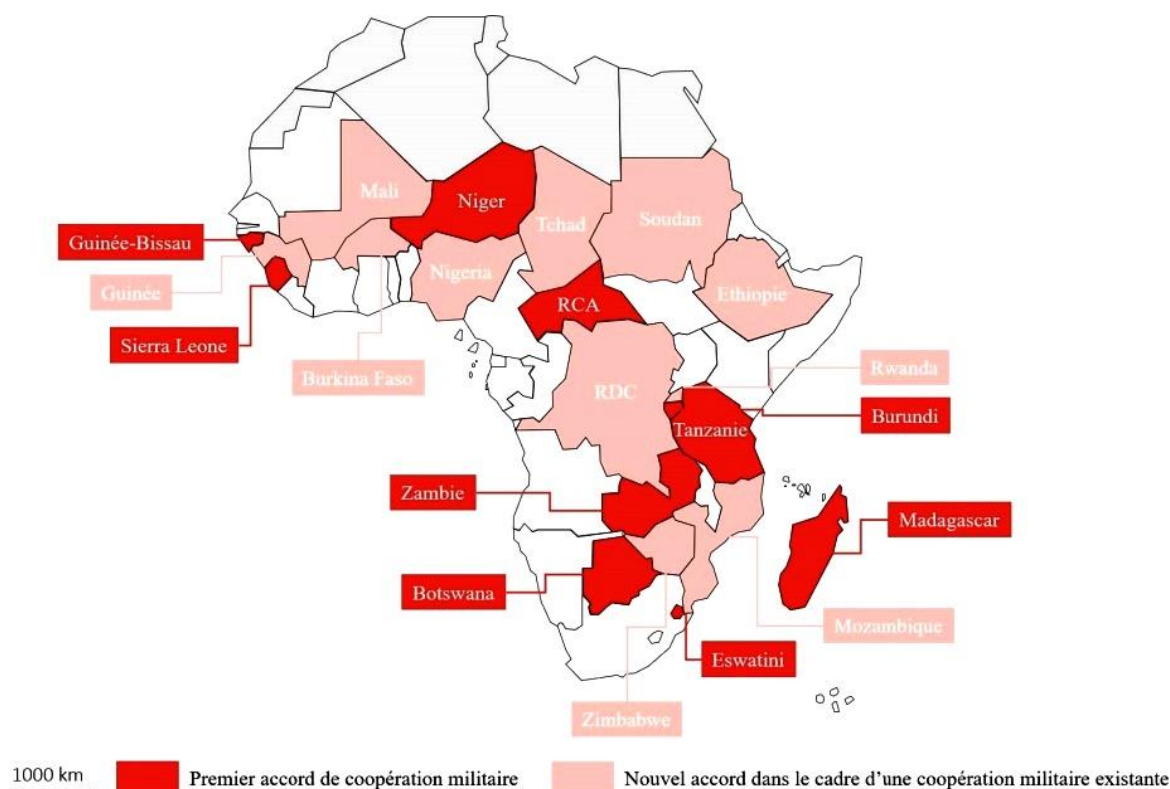 Mali
Niger
Tchad
Soudan
Guinée-Bissau
Nigeria
Guinée
Ethiopie
RCA
Sierra Leone
Burkina Faso
Rwanda
RDC
Burundi
Tanzanie
Zambie
Madagascar
Botswana
Mozambique
Eswatini
Zimbabwe
1000 km
Premier accord de coopération militaire
Nouvel accord dans le cadre d’une coopération militaire existante